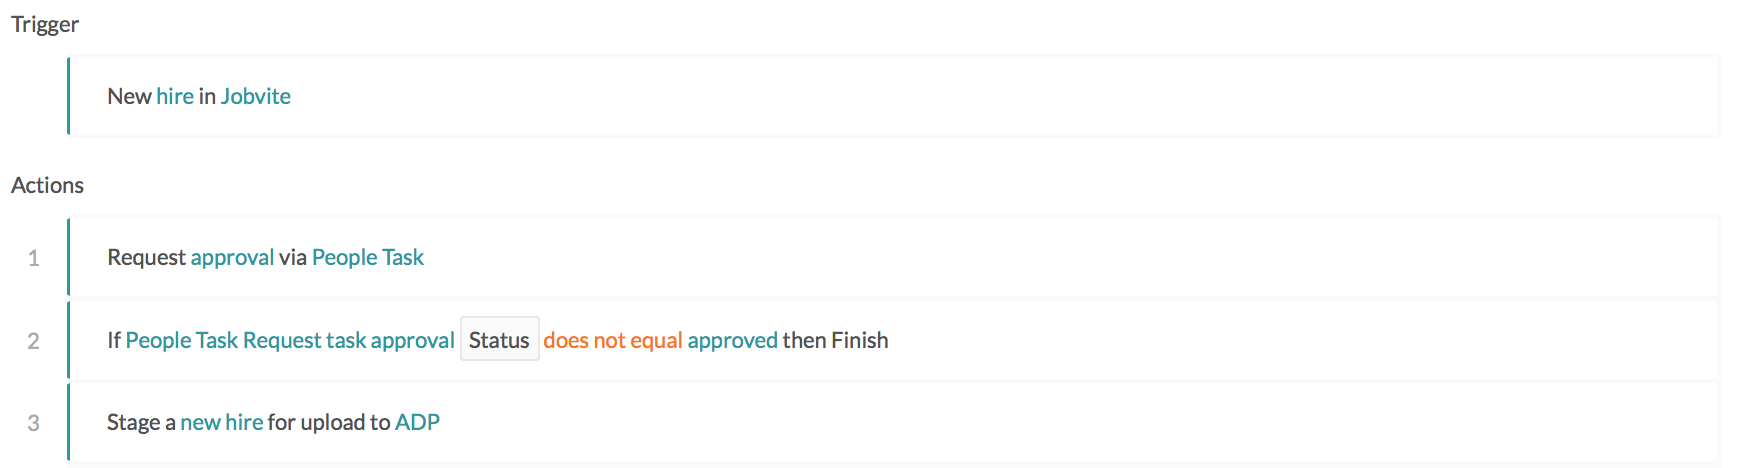 Trigger
New hire in Jobvite
Actions
1 Request approval via People Task
2 If People Task Request task approval Status does not equal approved then Finish
3 Stage a new hire for upload to ADP